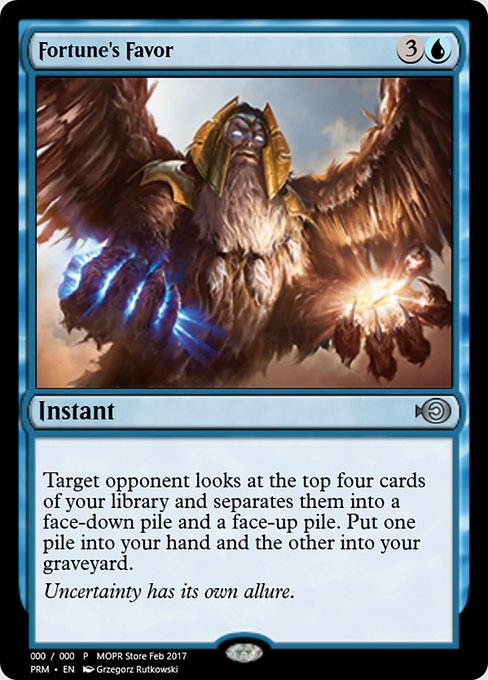 Fortune's Favor 3
Instant
Target opponent looks at the top four cards
of your library and separates them into a
face-down pile and a face-up pile. Put one
pile into your hand and the other into your
graveyard.
Uncertainty has its own allure.
000 / 000 P MOPR Store Feb 2017
PRM • EN Grzegorz Rutkowski